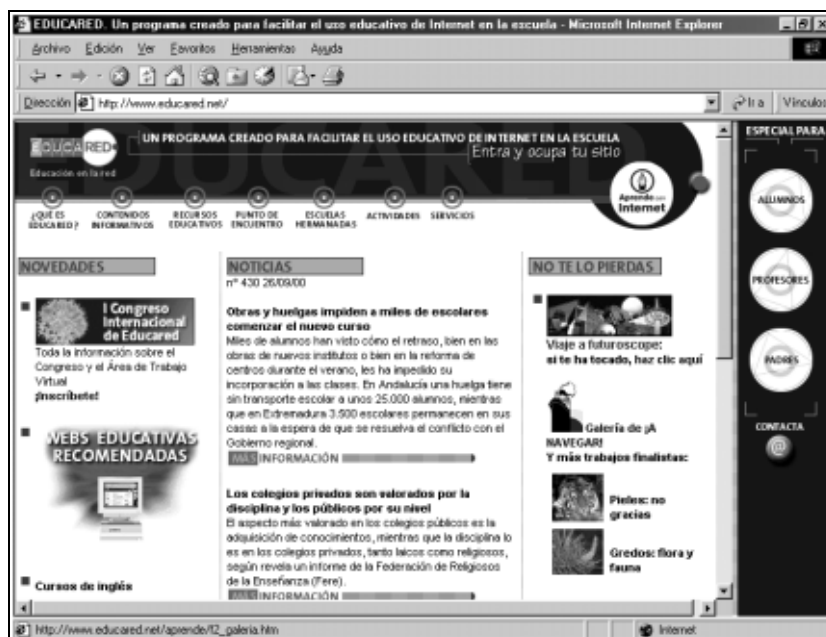 EDUCARED. Un programa creado para facilitar el uso educativo de Internet en la escuela - Microsoft Internet Explorer
Archivo Edición Ver Favoritos Herramientas Ayuda
Dirección http://www.educared.net/ Ir a Vínculos
EDUCARED
UN PROGRAMA CREADO PARA FACILITAR EL USO EDUCATIVO DE INTERNET EN LA ESCUELA
Entra y ocupa tu sitio
EDUCARED
Educación en la red
Aprende con
Internet
¿QUÉ ES
EDUCARED?
CONTENIDOS
INFORMATIVOS
RECURSOS
EDUCATIVOS
PUNTO DE
ENCUENTRO
ESCUELAS
HERMANADAS
ACTIVIDADES
SERVICIOS
NOVEDADES
I Congreso
Internacional
de Educared
Toda la información sobre el
Congreso y el Área de Trabajo
Virtual
¡Inscríbete!
WEBS EDUCATIVAS
RECOMENDADAS
Cursos de inglés
NOTICIAS
nº 430 26/09/00
Obras y huelgas impiden a miles de escolares
comenzar el nuevo curso
Miles de alumnos han visto cómo el retraso, bien en las
obras de nuevos institutos o bien en la reforma de
centros durante el verano, les ha impedido su
incorporación a las clases. En Andalucía una huelga tiene
sin transporte escolar a unos 25.000 alumnos, mientras
que en Extremadura 3.500 escolares permanecen en sus
casas a la espera de que se resuelva el conflicto con el
Gobierno regional.
MÁS INFORMACIÓN
Los colegios privados son valorados por la
disciplina y los públicos por su nivel
El aspecto más valorado en los colegios públicos es la
adquisición de conocimientos, mientras que la disciplina lo
es en los colegios privados, tanto laicos como religiosos,
según revela un informe de la Federación de Religiosos
de la Enseñanza (Fere).
MÁS INFORMACIÓN
NO TE LO PIERDAS
Viaje a futuroscope:
si te ha tocado, haz clic aquí
Galería de ¡A
NAVEGAR!
Y más trabajos finalistas:
Pieles: no
gracias
Gredos: flora y
fauna
ESPECIAL PARA
ALUMNOS
PROFESORES
PADRES
CONTACTA
@
http://www.educared.net/aprende/f2_galeria.htm Internet